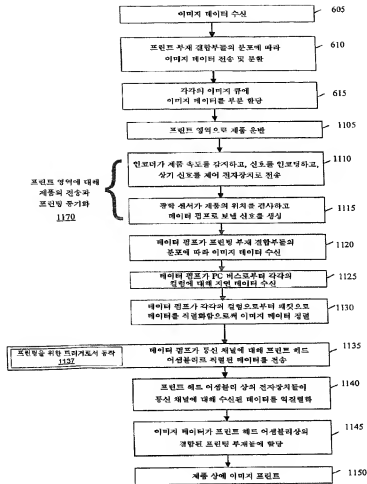 이미지 데이터 수신
605
프린트 부재 결합부들의 분포에 따라
이미지 데이터 전송 및 분할
610
각각의 이미지 큐에
이미지 데이터를 부분 할당
615
프린트 영역으로 제품 운반
1105
인코더가 제품 속도를 감지하고, 신호를 인코딩하고,
상기 신호를 제어 전자장치로 전송
1110
프린트 영역에 대해
제품의 전송과
프린팅 동기화
1170
광학 센서가 제품의 위치를 검사하고
데이터 펌프로 보낼 신호를 생성
1115
데이터 펌프가 프린팅 부재 결합부들의
분포에 따라 이미지 데이터 수신
1120
데이터 펌프가 PC 버스로부터 각각의
컬럼에 대해 지연 데이터 수신
1125
데이터 펌프가 각각의 컬럼으로부터 패킷으로
데이터를 직렬화함으로써 이미지 데이터 정렬
1130
프린팅을 위한 트리거로서 동작
1137
데이터 펌프가 통신 채널에 대해 프린트 헤드
어셈블리로 직렬된 데이터를 전송
1135
프린트 헤드 어셈블리 상의 전자장치들이
통신 채널에 대해 수신된 데이터를 역직렬화
1140
이미지 데이터가 프린트 헤드 어셈블리상의
결합된 프린팅 부재들에 할당
1145
제품 상에 이미지 프린트
1150